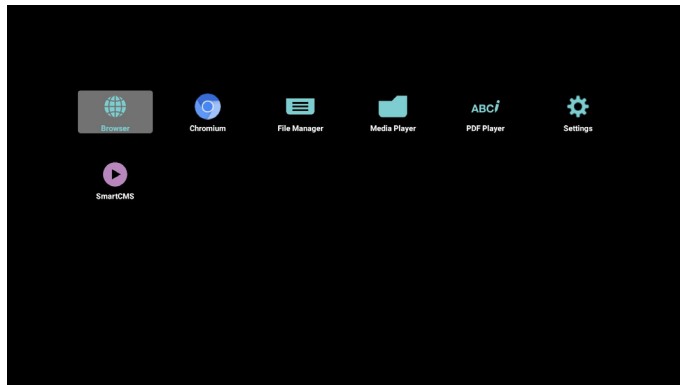 Browser
Chromium
File Manager
Media Player
ABCi
PDF Player
Settings
SmartCMS